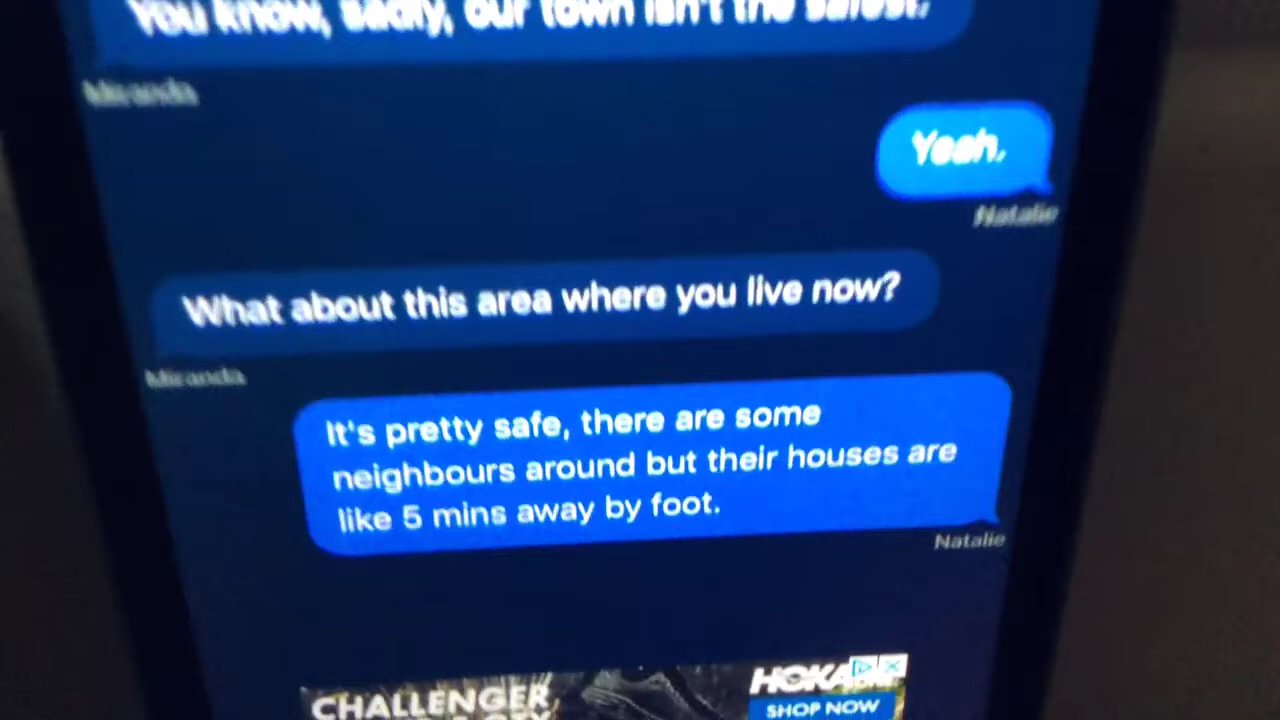 You know, sadly, our town isn't the safest.
Miranda
Yeah.
Natalie
What about this area where you live now?
Miranda
It's pretty safe, there are some
neighbours around but their houses are
like 5 mins away by foot.
Natalie
CHALLENGER
HOKA
SHOP NOW